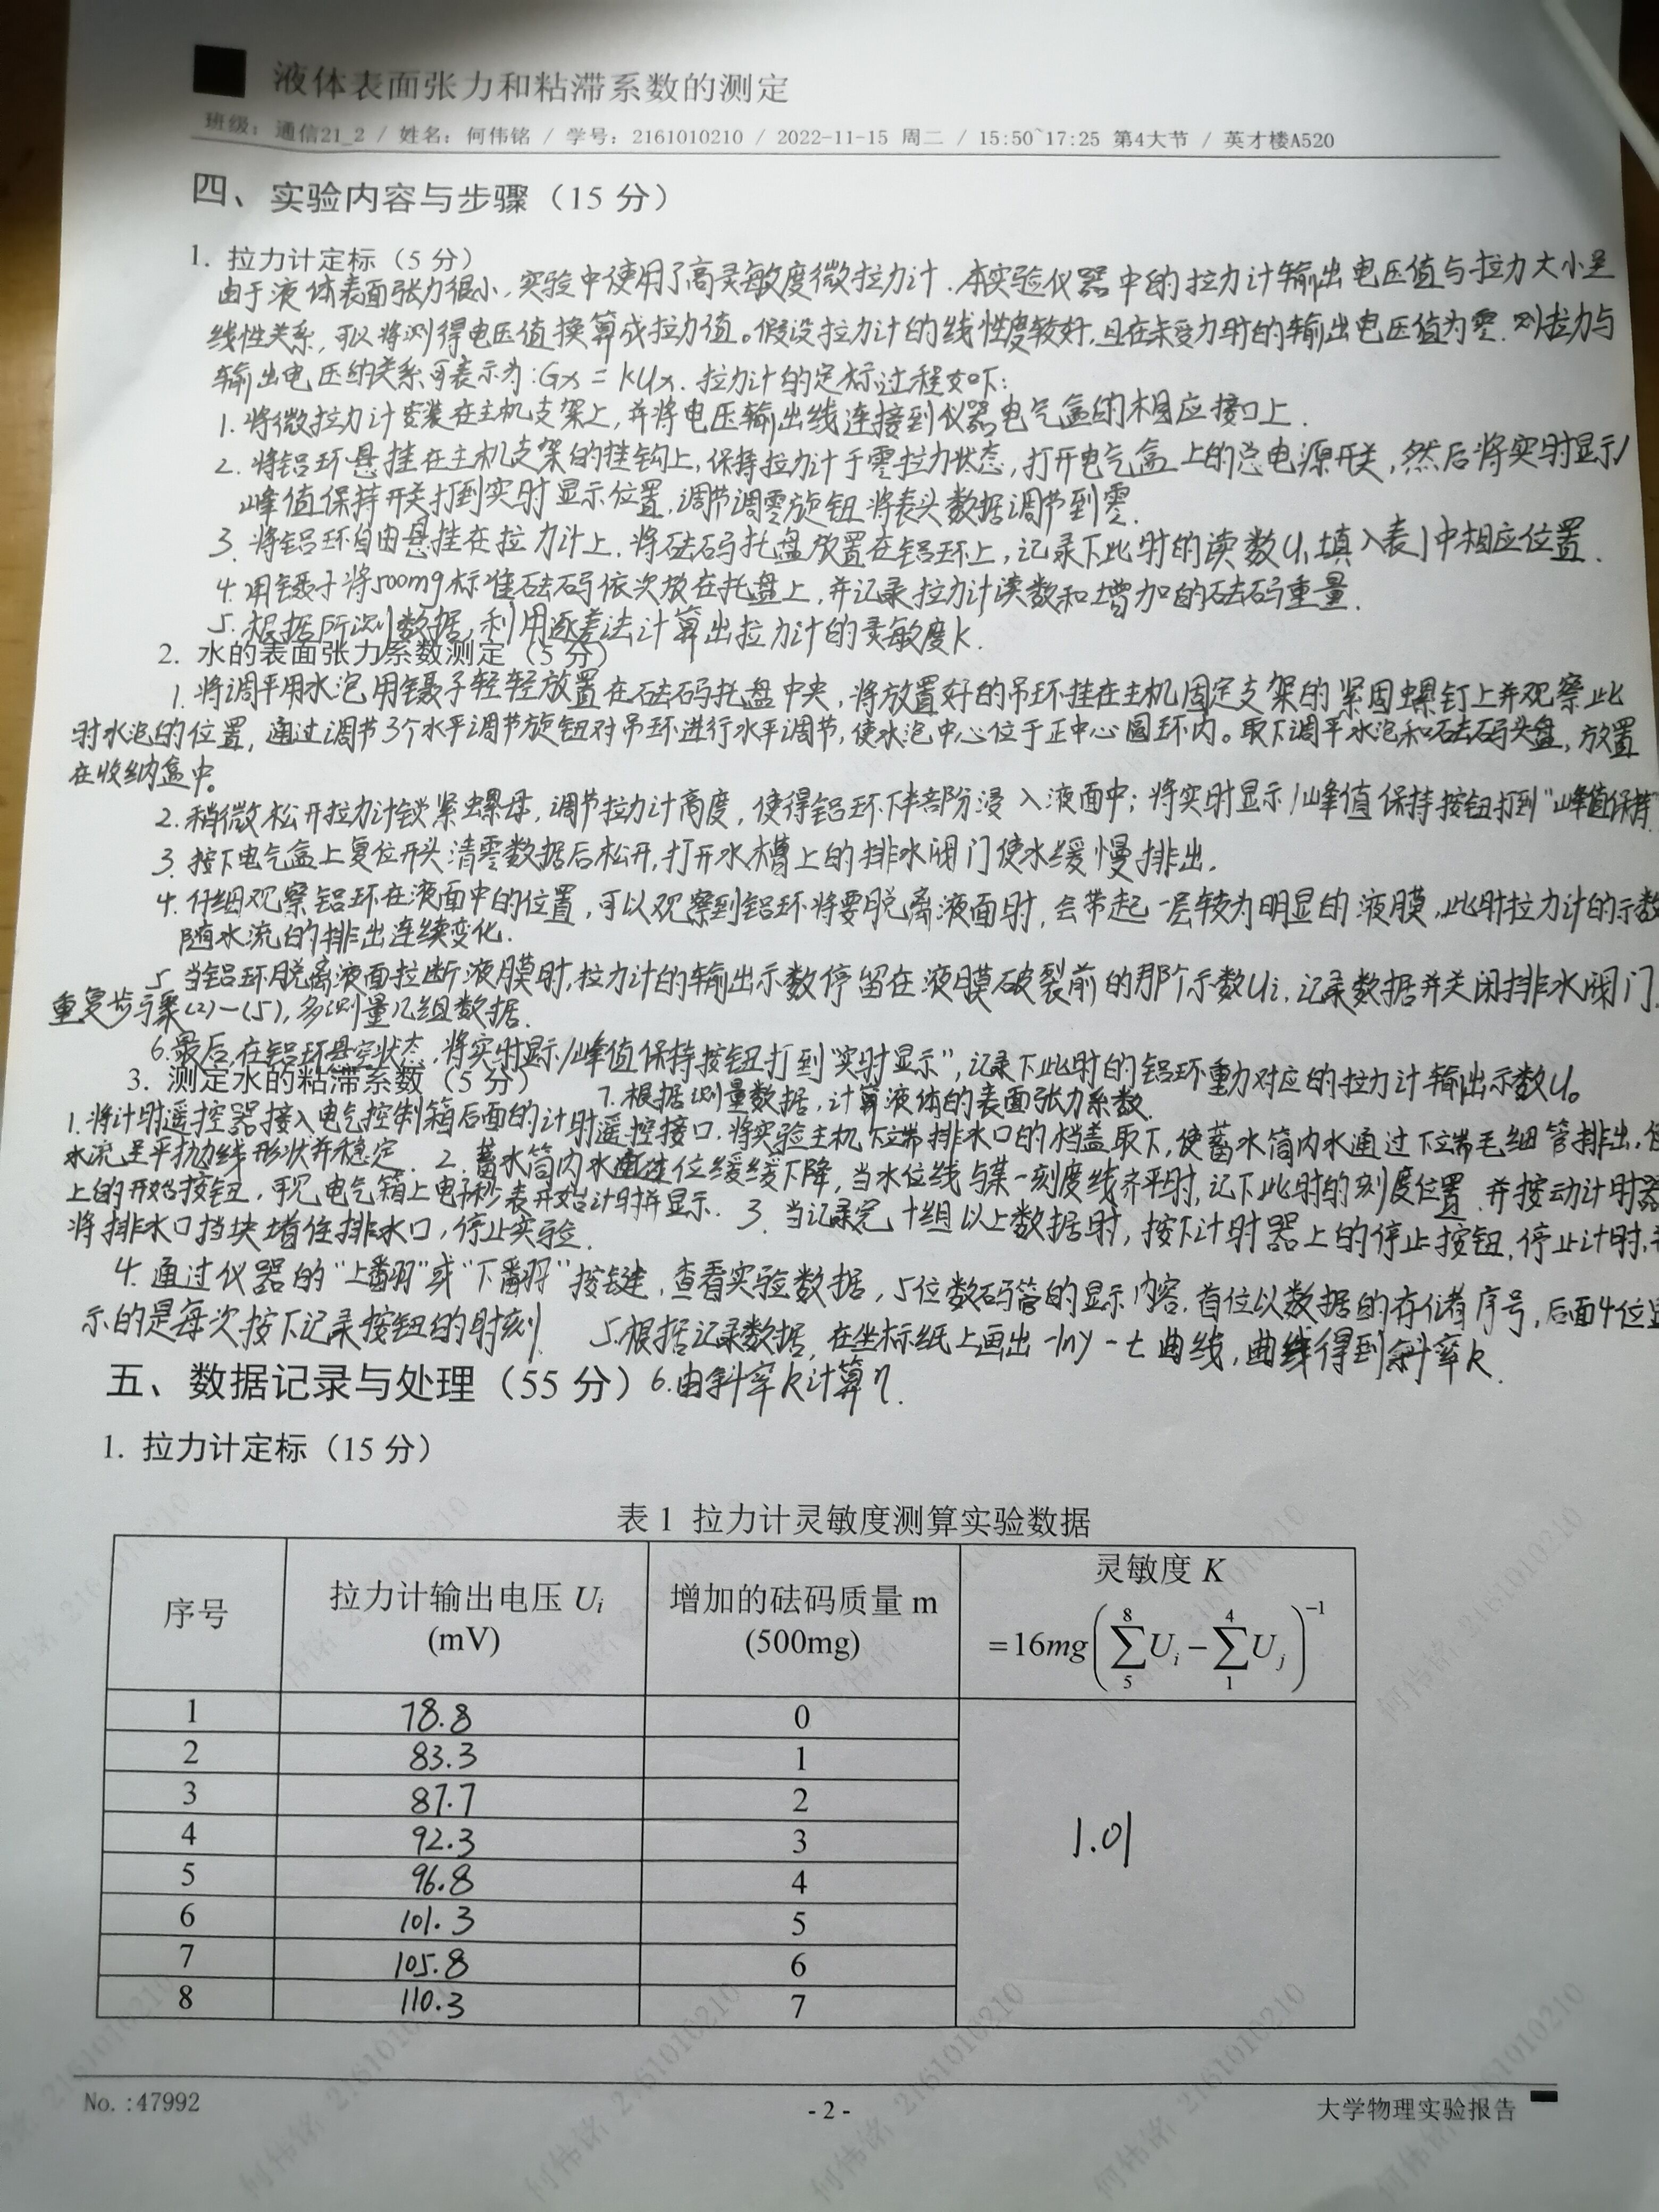 液体表面张力和粘滞系数的测定
班级：通信21_2 / 姓名：何伟铭 / 学号：2161010210 / 2022-11-15 周二 / 15:50~17:25 第4大节 / 英才楼A520
四、实验内容与步骤（15 分）
1. 拉力计定标（5 分）
由于液体表面张力很小，实验中使用了高灵敏度微拉力计．本实验仪器中的拉力计输出电压值与拉力大小呈
线性关系，可以将测得电压值换算成拉力值。假设拉力计的线性度较好，且在未受力时的输出电压值为零．则拉力与
输出电压的关系可表示为：Gx = kUx．拉力计的定标过程如下：
1. 将微拉力计安装在主机支架上，并将电压输出线连接到仪器电气盒的相应接口上．
2. 将铝环悬挂在主机支架的挂钩上，保持拉力计于零拉力状态，打开电气盒上的总电源开关，然后将实时显示/
峰值保持开关打到实时显示位置，调节调零旋钮将表头数据调节到零．
3. 将铝环自由悬挂在拉力计上，将砝码托盘放置在铝环上，记录下此时的读数U₁填入表1中相应位置．
4. 用镊子将500mg标准砝码依次放在托盘上，并记录拉力计读数和增加的砝码重量．
5. 根据所测数据，利用逐差法计算出拉力计的灵敏度k．
2. 水的表面张力系数测定（5 分）
1. 将调平用水泡用镊子轻轻放置在砝码托盘中央，将放置好的吊环挂在主机固定支架的紧固螺钉上并观察此
时水泡的位置，通过调节3个水平调节旋钮对吊环进行水平调节，使水泡中心位于正中心圆环内。取下调平水泡和砝码头盘，放置
在收纳盒中。
2. 稍微松开拉力计锁紧螺母，调节拉力计高度，使得铝环下半部分浸入液面中；将实时显示/峰值保持按钮打到“峰值保持”
3. 按下电气盒上复位开头清零数据后松开，打开水槽上的排水阀门使水缓慢排出．
4. 仔细观察铝环在液面中的位置，可以观察到铝环将要脱离液面时，会带起一层较为明显的液膜，此时拉力计的示数
随水流的排出连续变化．
5 当铝环脱离液面拉断液膜时，拉力计的输出示数停留在液膜破裂前的那个示数Ui．记录数据并关闭排水阀门．
重复步骤(2)-(5)，多测量几组数据．
6. 最后，在铝环悬空状态，将实时显示/峰值保持按钮打到“实时显示”，记录下此时的铝环重力对应的拉力计输出示数U₀
3. 测定水的粘滞系数（5 分）
7. 根据测量数据，计算液体的表面张力系数．
1. 将计时遥控器接入电气控制箱后面的计时遥控接口．将实验主机下端排水口的档盖取下，使蓄水筒内水通过下端毛细管排出，使
水流呈平抛线形状并稳定． 2. 蓄水筒内水位缓缓下降，当水位线与某一刻度线齐平时，记下此时的刻度位置．并按动计时器
上的开始按钮，可见电气箱上电子秒表开始计时并显示． 3. 当记录完十组以上数据时，按下计时器上的停止按钮，停止计时，并
将排水口挡块堵住排水口，停止实验．
4. 通过仪器的“上翻”或“下翻”按键，查看实验数据，5位数码管的显示内容，首位以数据的存储序号，后面4位显
示的是每次按下记录按钮的时刻． 5. 根据记录数据，在坐标纸上画出 -lny - t 曲线，曲线得到斜率k．
五、数据记录与处理（55 分） 6. 由斜率k计算η．
1. 拉力计定标（15 分）
表 1 拉力计灵敏度测算实验数据
序号 拉力计输出电压 Ui (mV) 增加的砝码质量 m (500mg) 灵敏度 K =16mg(∑₅⁸Ui−∑₁⁴Uj)⁻¹
1 78.8 0
2 83.3 1
3 87.7 2
4 92.3 3
1.01
5 96.8 4
6 101.3 5
7 105.8 6
8 110.3 7
No. :47992
- 2 -
大学物理实验报告